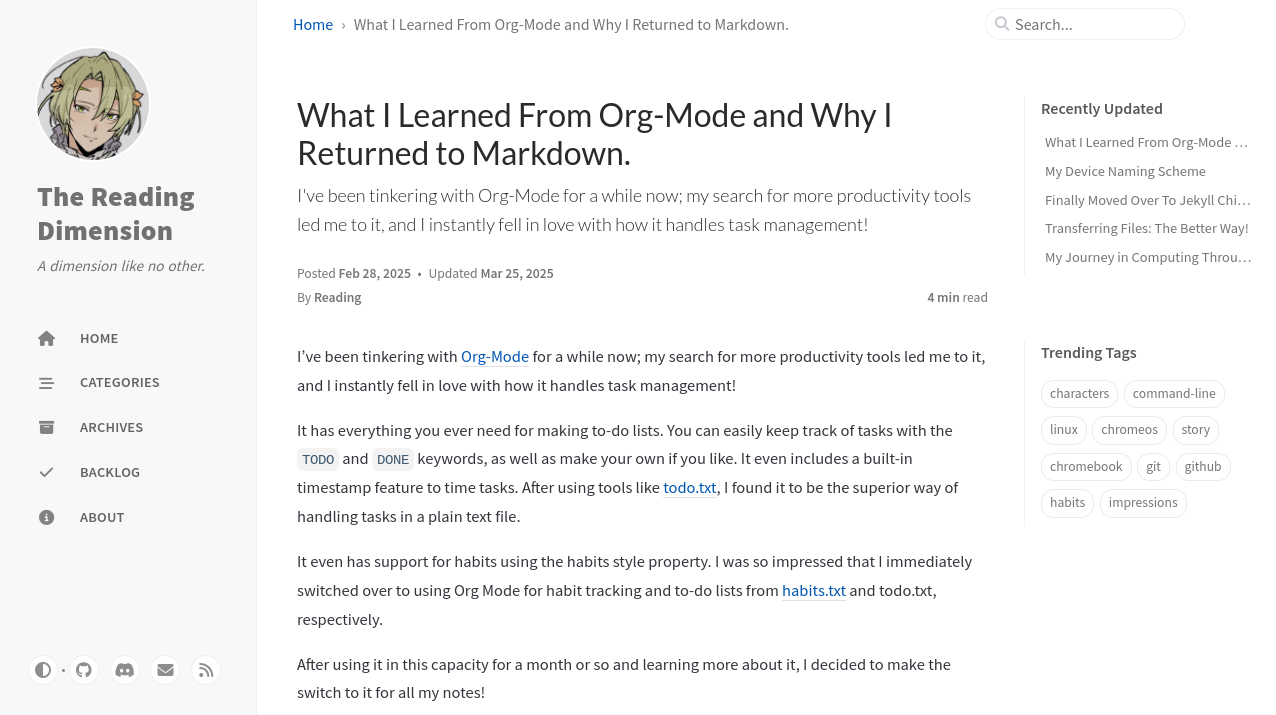 The Reading
Dimension
A dimension like no other.
HOME
CATEGORIES
ARCHIVES
BACKLOG
ABOUT
Home › What I Learned From Org-Mode and Why I Returned to Markdown.
Search...
What I Learned From Org-Mode and Why I
Returned to Markdown.
I've been tinkering with Org-Mode for a while now; my search for more productivity tools
led me to it, and I instantly fell in love with how it handles task management!
Posted Feb 28, 2025 • Updated Mar 25, 2025
By Reading
4 min read
I’ve been tinkering with Org-Mode for a while now; my search for more productivity tools led me to it,
and I instantly fell in love with how it handles task management!
It has everything you ever need for making to-do lists. You can easily keep track of tasks with the
TODO and DONE keywords, as well as make your own if you like. It even includes a built-in
timestamp feature to time tasks. After using tools like todo.txt, I found it to be the superior way of
handling tasks in a plain text file.
It even has support for habits using the habits style property. I was so impressed that I immediately
switched over to using Org Mode for habit tracking and to-do lists from habits.txt and todo.txt,
respectively.
After using it in this capacity for a month or so and learning more about it, I decided to make the
switch to it for all my notes!
Recently Updated
What I Learned From Org-Mode …
My Device Naming Scheme
Finally Moved Over To Jekyll Chi…
Transferring Files: The Better Way!
My Journey in Computing Throu…
Trending Tags
characters command-line
linux chromeos story
chromebook git github
habits impressions